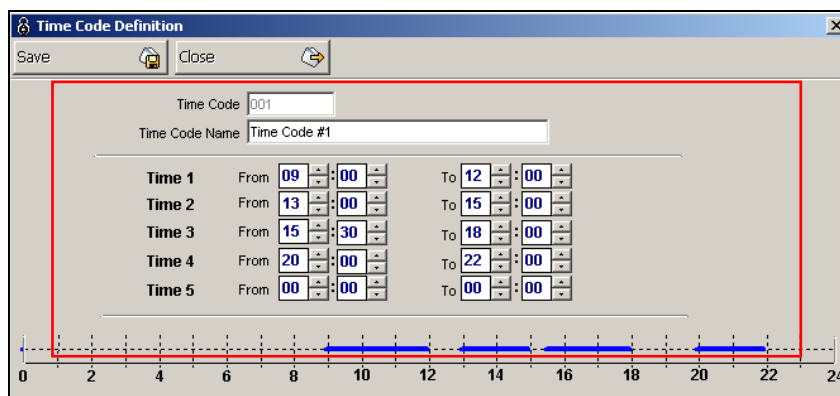 Time Code Definition
Save Close
Time Code 001
Time Code Name Time Code #1
Time 1 From 09 : 00 To 12 : 00
Time 2 From 13 : 00 To 15 : 00
Time 3 From 15 : 30 To 18 : 00
Time 4 From 20 : 00 To 22 : 00
Time 5 From 00 : 00 To 00 : 00
0 2 4 6 8 10 12 14 16 18 20 22 24